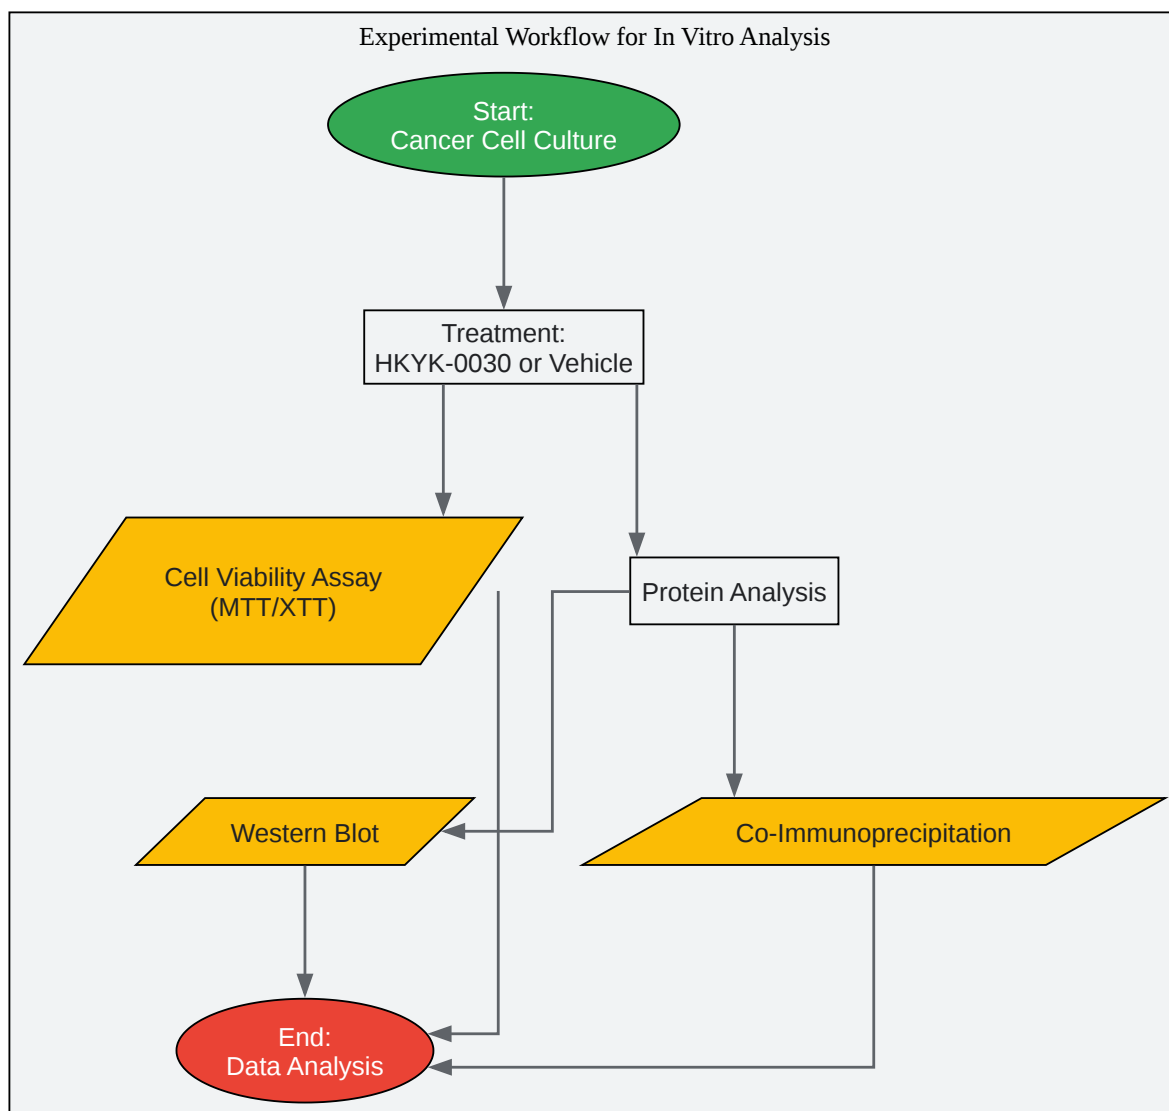 Experimental Workflow for In Vitro Analysis
Start:
Cancer Cell Culture
Treatment:
HKYK-0030 or Vehicle
Cell Viability Assay
(MTT/XTT)
Protein Analysis
Western Blot
Co-Immunoprecipitation
End:
Data Analysis